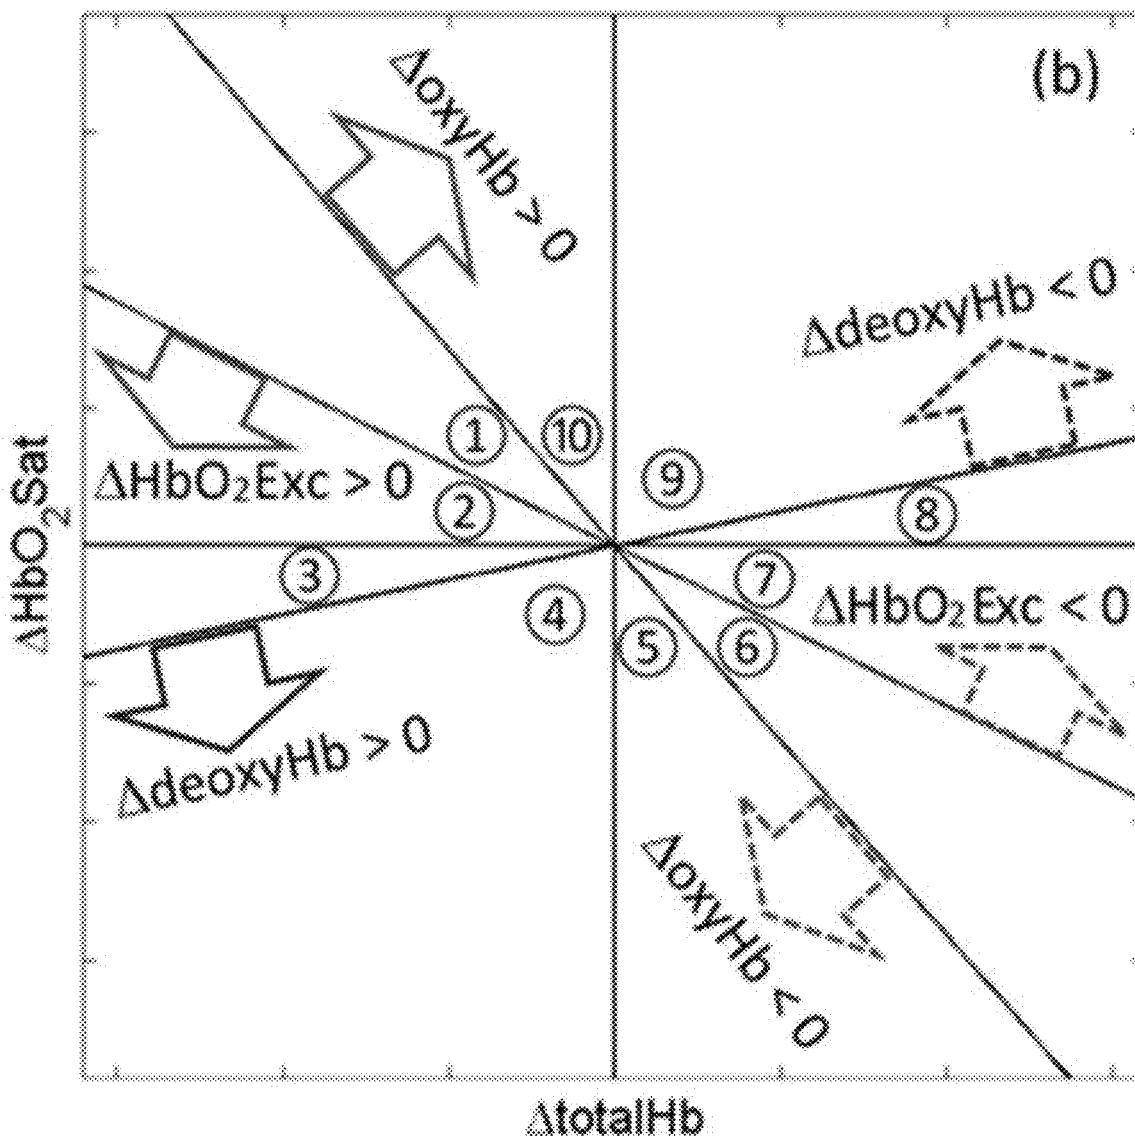 (b)
ΔoxyHb > 0
ΔdeoxyHb < 0
① ⑩
⑨
ΔHbO₂Exc > 0
② ⑧
③ ⑦
ΔHbO₂Exc < 0
④ ⑤ ⑥
ΔdeoxyHb > 0
ΔoxyHb < 0
ΔHbO₂Sat
ΔtotalHb